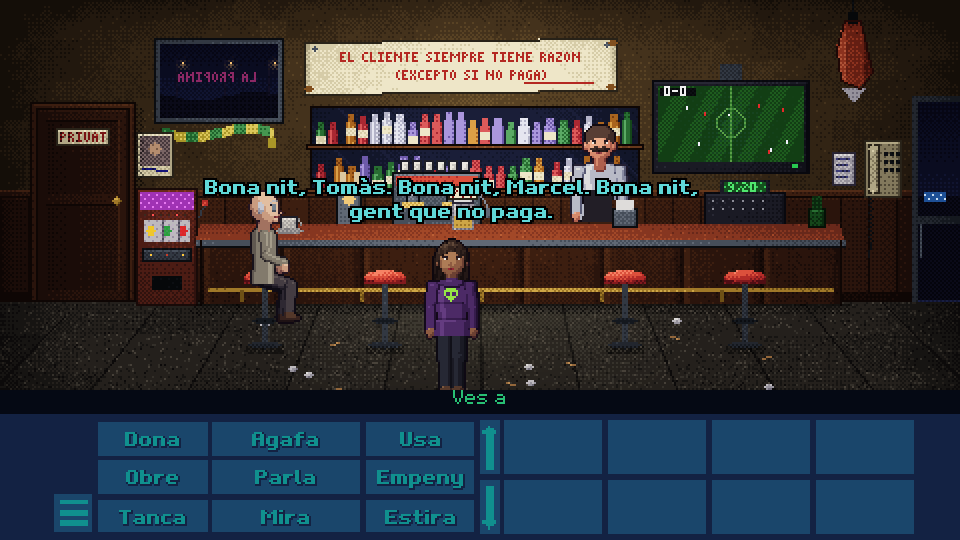 EL CLIENTE SIEMPRE TIENE RAZON
(EXCEPTO SI NO PAGA)
LA PROPINA
PRIVAT
0-0
9:20
Bona nit, Tomàs. Bona nit, Marcel. Bona nit,
gent que no paga.
Ves a
Dona Agafa Usa
Obre Parla Empeny
Tanca Mira Estira